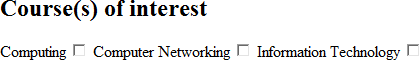 Course(s) of interest
Computing Computer Networking Information Technology